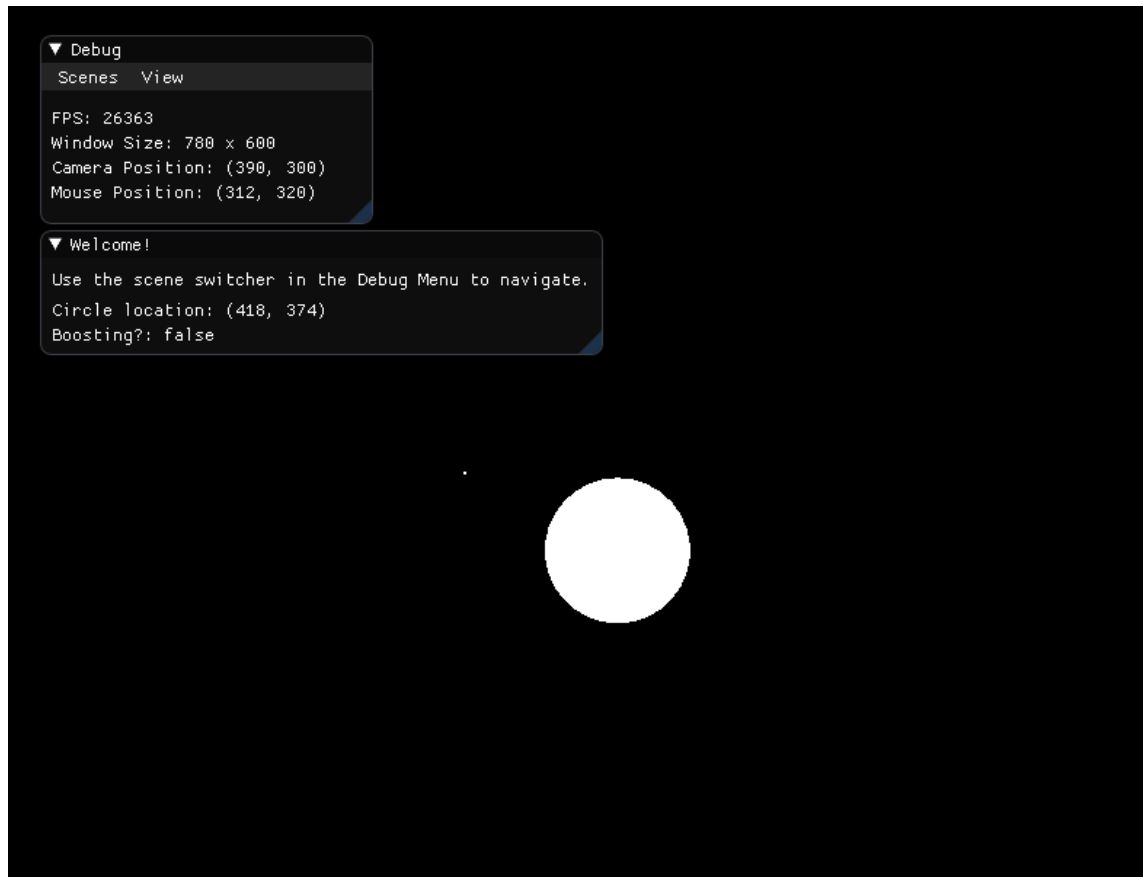 Debug
Scenes View
FPS: 26363
Window Size: 780 x 600
Camera Position: (390, 300)
Mouse Position: (312, 320)
Welcome!
Use the scene switcher in the Debug Menu to navigate.
Circle location: (418, 374)
Boosting?: false